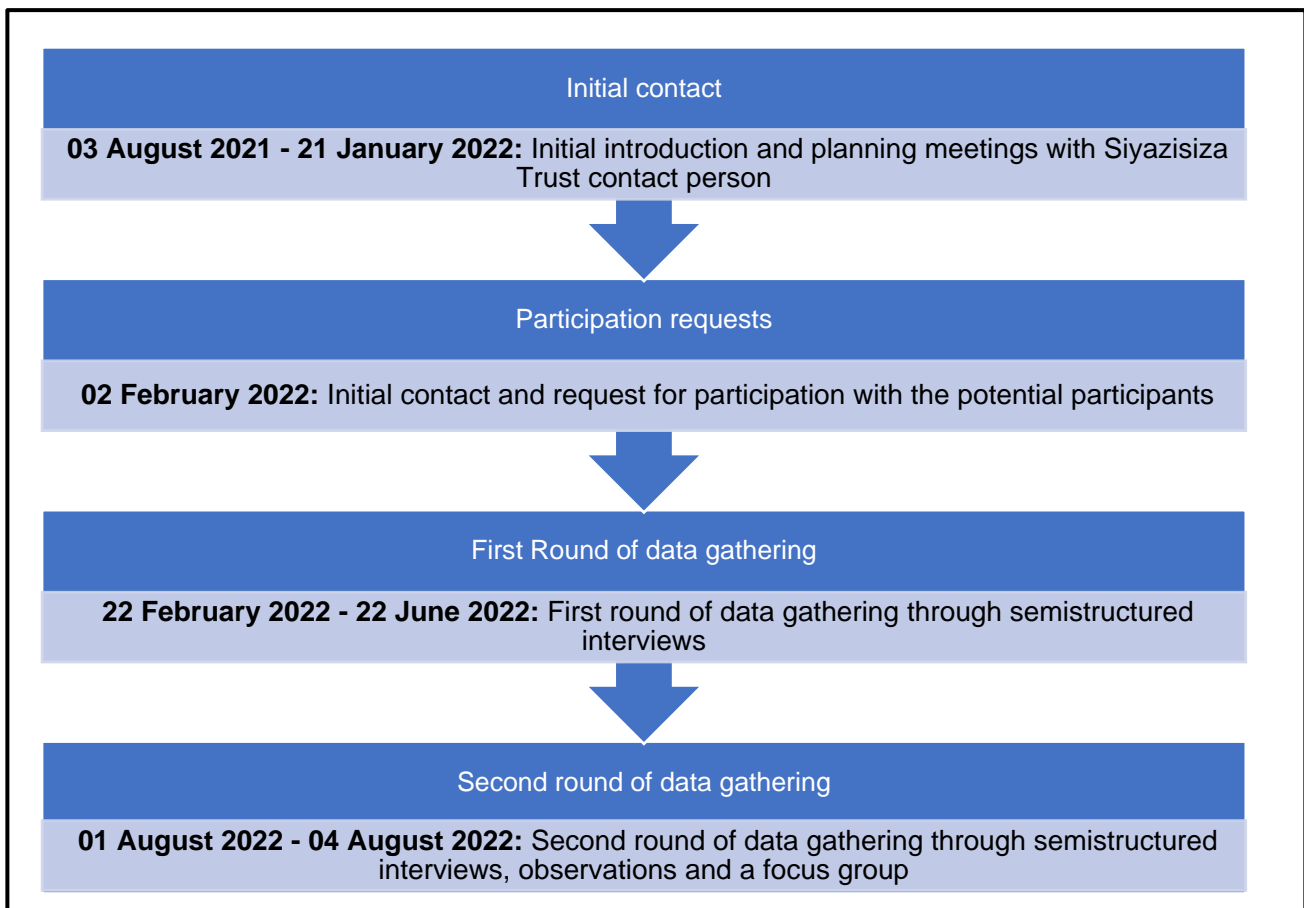 Initial contact
03 August 2021 - 21 January 2022: Initial introduction and planning meetings with Siyazisiza
Trust contact person
Participation requests
02 February 2022: Initial contact and request for participation with the potential participants
First Round of data gathering
22 February 2022 - 22 June 2022: First round of data gathering through semistructured
interviews
Second round of data gathering
01 August 2022 - 04 August 2022: Second round of data gathering through semistructured
interviews, observations and a focus group